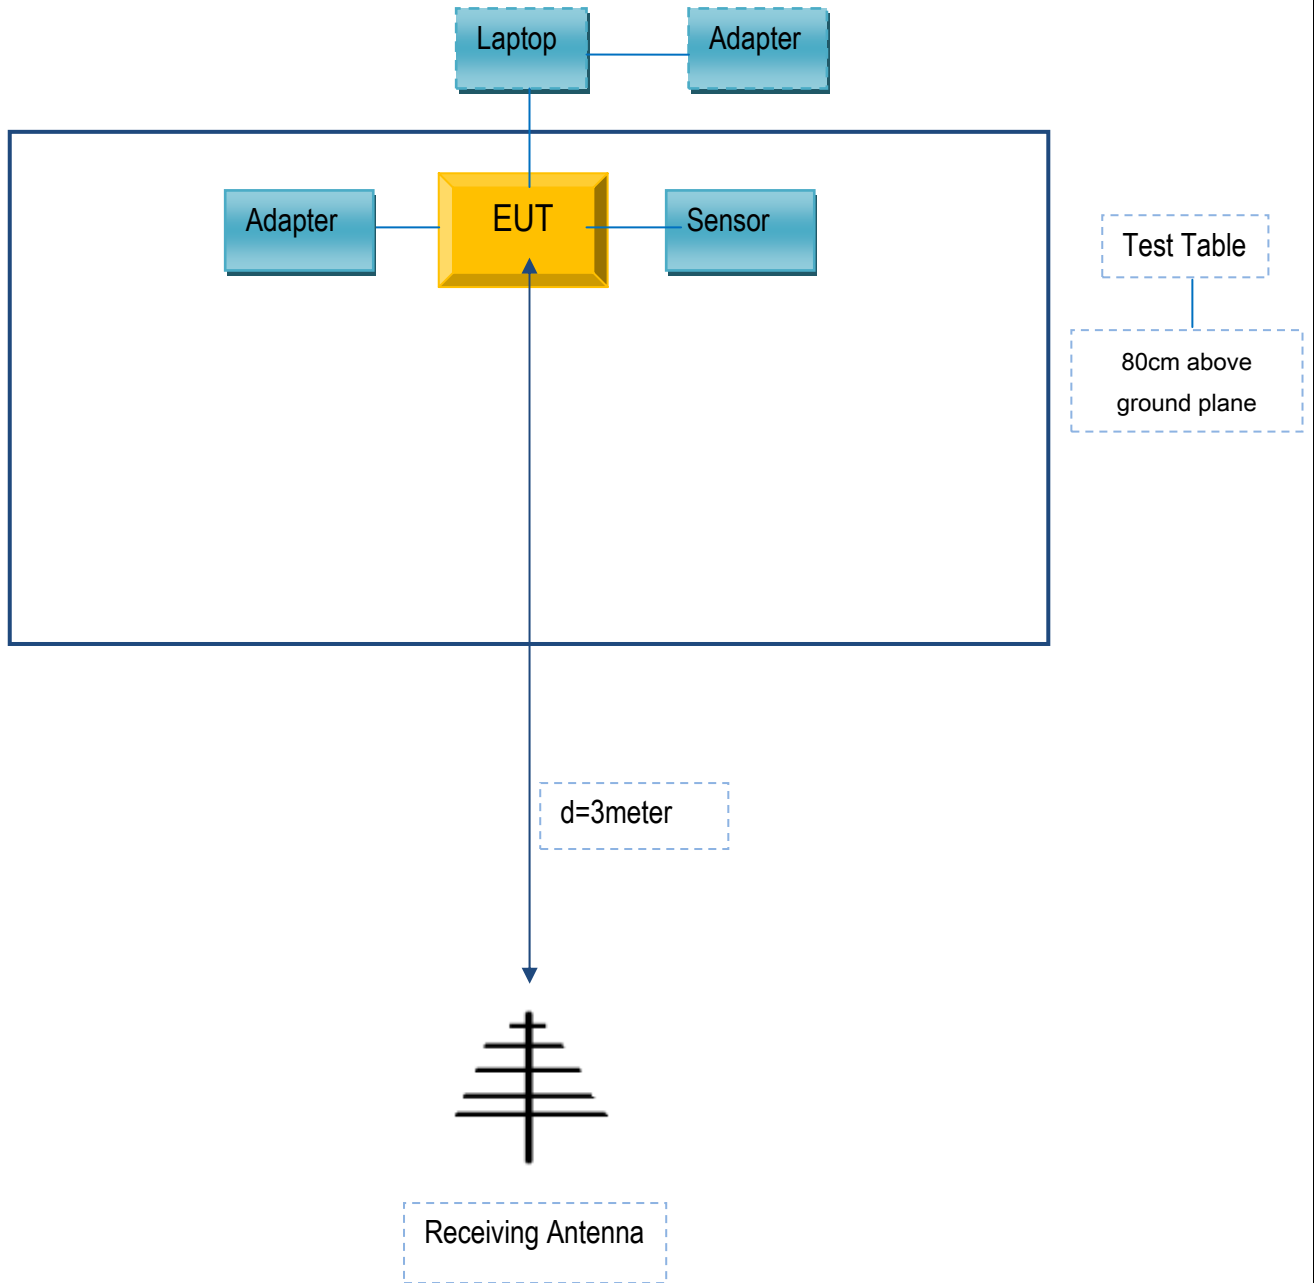 Laptop
Adapter
Adapter
EUT
Sensor
Test Table
80cm above
ground plane
d=3meter
Receiving Antenna